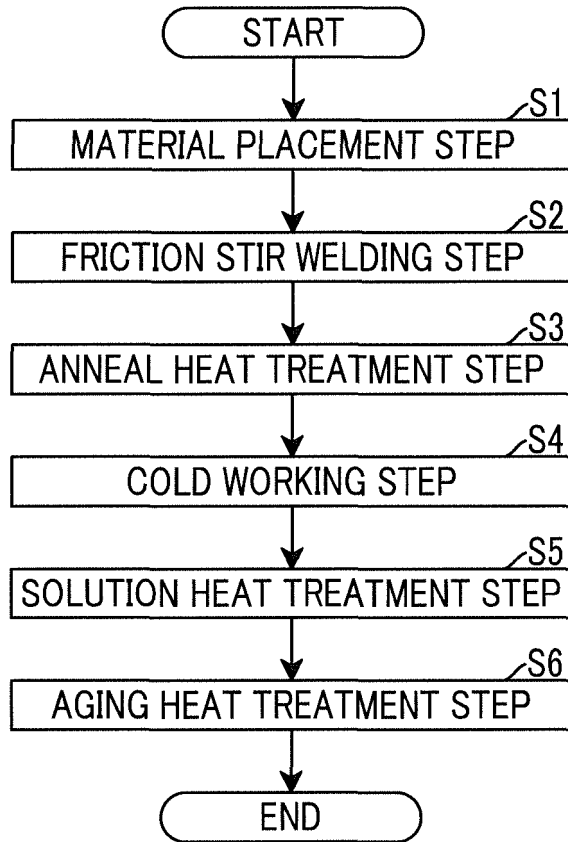 START
S1
MATERIAL PLACEMENT STEP
S2
FRICTION STIR WELDING STEP
S3
ANNEAL HEAT TREATMENT STEP
S4
COLD WORKING STEP
S5
SOLUTION HEAT TREATMENT STEP
S6
AGING HEAT TREATMENT STEP
END